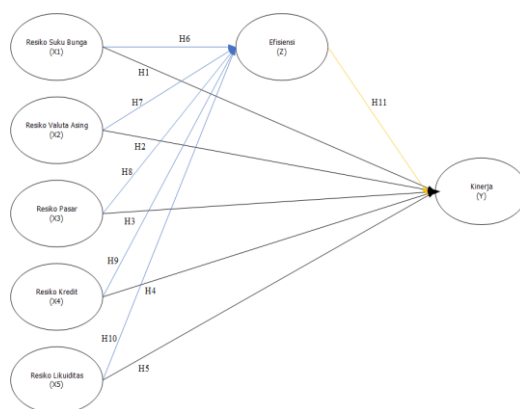 Resiko Suku Bunga
(X1)
H6
Efisiensi
(Z)
H1
H7
H11
Resiko Valuta Asing
(X2)
H2
H8
Kinerja
(Y)
Resiko Pasar
(X3)
H3
H9
Resiko Kredit
(X4)
H4
H10
Resiko Likuiditas
(X5)
H5